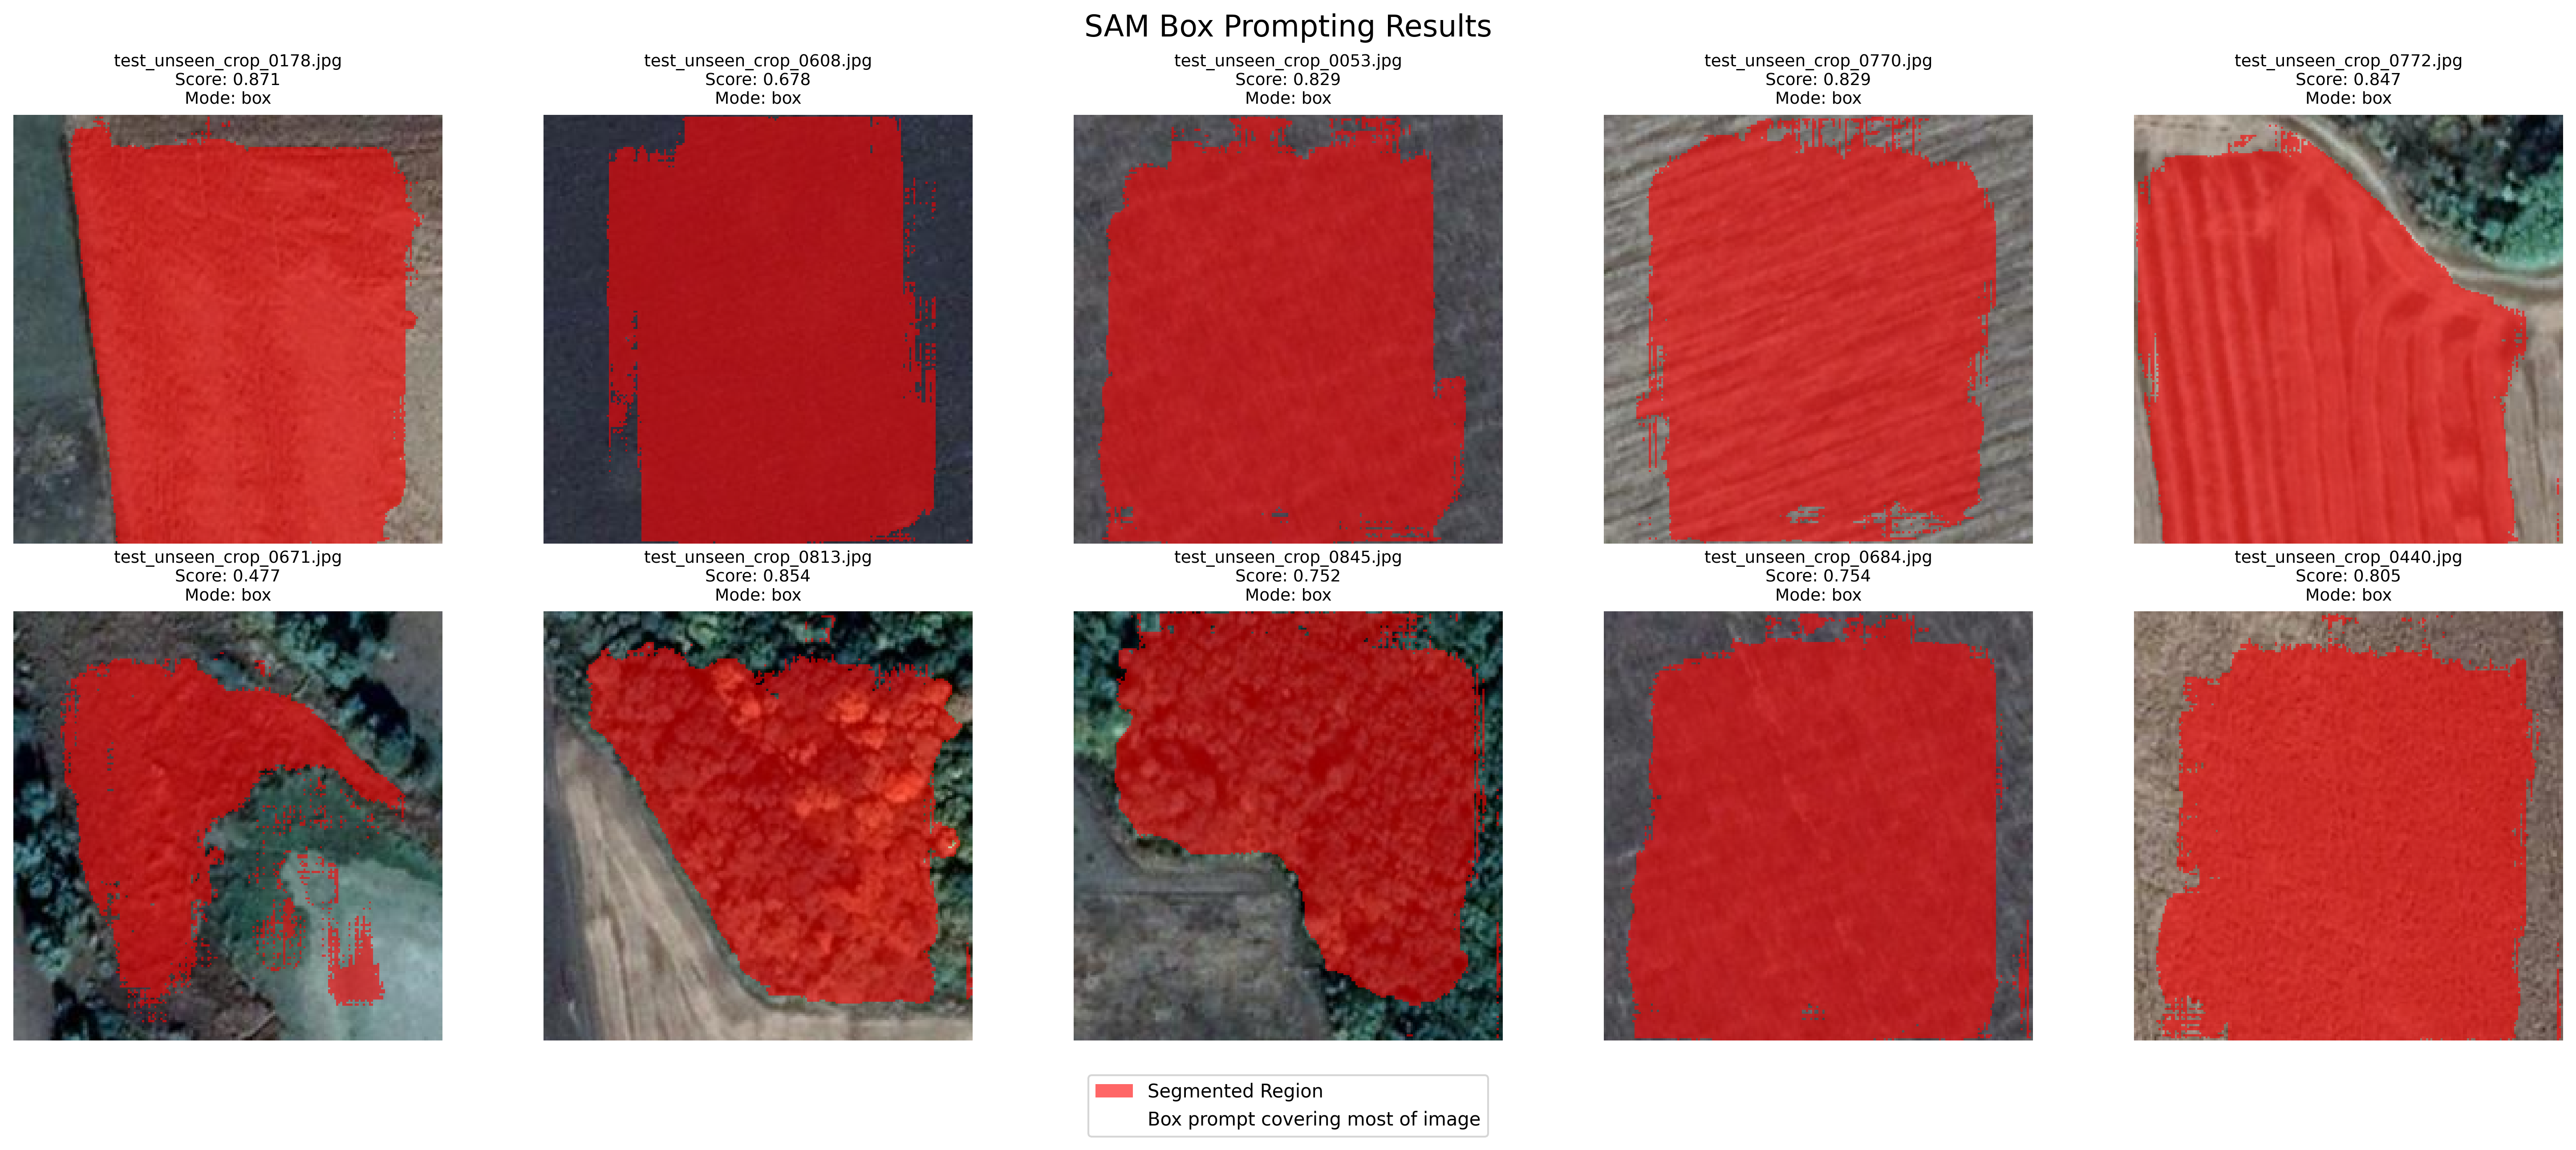 SAM Box Prompting Results
test_unseen_crop_0178.jpg
Score: 0.871
Mode: box
test_unseen_crop_0608.jpg
Score: 0.678
Mode: box
test_unseen_crop_0053.jpg
Score: 0.829
Mode: box
test_unseen_crop_0770.jpg
Score: 0.829
Mode: box
test_unseen_crop_0772.jpg
Score: 0.847
Mode: box
test_unseen_crop_0671.jpg
Score: 0.477
Mode: box
test_unseen_crop_0813.jpg
Score: 0.854
Mode: box
test_unseen_crop_0845.jpg
Score: 0.752
Mode: box
test_unseen_crop_0684.jpg
Score: 0.754
Mode: box
test_unseen_crop_0440.jpg
Score: 0.805
Mode: box
Segmented Region
Box prompt covering most of image